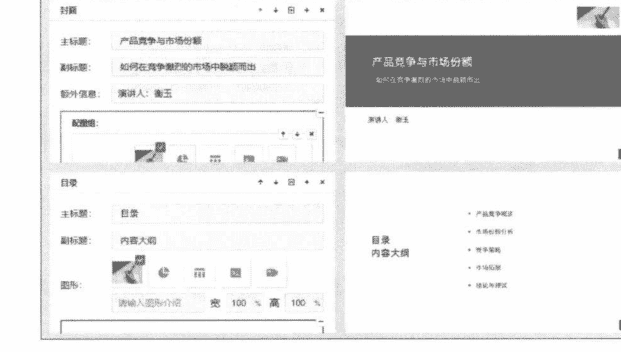 封面
主标题： 产品竞争与市场份额
副标题： 如何在竞争激烈的市场中脱颖而出
额外信息： 演讲人：衡玉
配图组：
产品竞争与市场份额
如何在竞争激烈的市场中脱颖而出
演讲人 衡玉
目录
主标题： 目录
副标题： 内容大纲
图形：
请输入图形介绍 宽 100 % 高 100 %
目录
内容大纲
• 产品竞争概述
• 市场份额分析
• 竞争策略
• 市场拓展